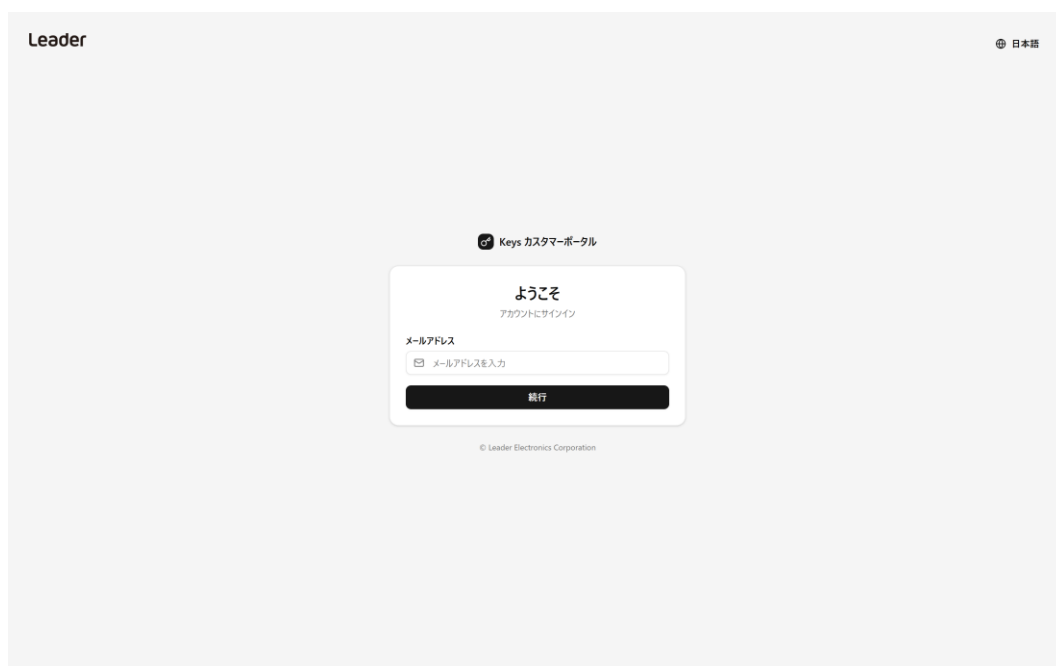 Leader
日本語
Keys カスタマーポータル
ようこそ
アカウントにサインイン
メールアドレス
メールアドレスを入力
続行
© Leader Electronics Corporation